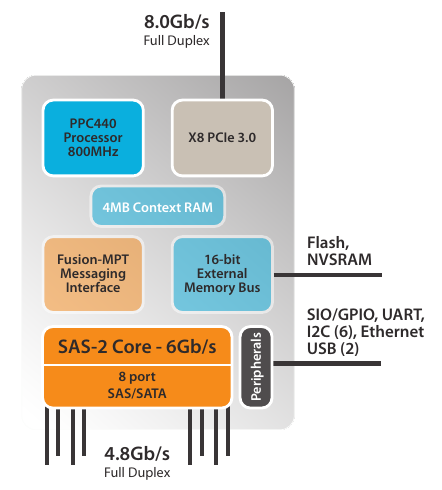 8.0Gb/s
Full Duplex
PPC440
Processor
800MHz
X8 PCIe 3.0
4MB Context RAM
Fusion-MPT
Messaging
Interface
16-bit
External
Memory Bus
Flash,
NVSRAM
SIO/GPIO, UART,
I2C (6), Ethernet
USB (2)
SAS-2 Core - 6Gb/s
8 port
SAS/SATA
Peripherals
4.8Gb/s
Full Duplex